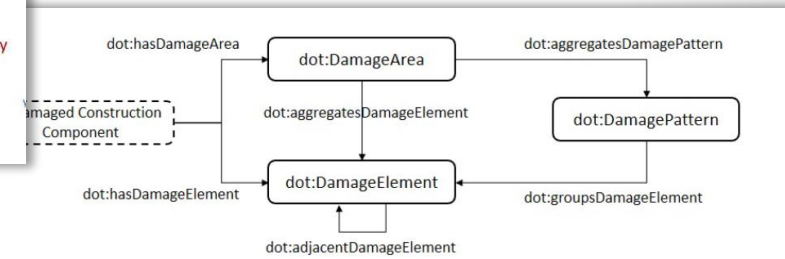 y
dot:hasDamageArea
dot:DamageArea
dot:aggregatesDamagePattern
amaged Construction
Component
dot:aggregatesDamageElement
dot:DamagePattern
dot:DamageElement
dot:hasDamageElement
dot:groupsDamageElement
dot:adjacentDamageElement